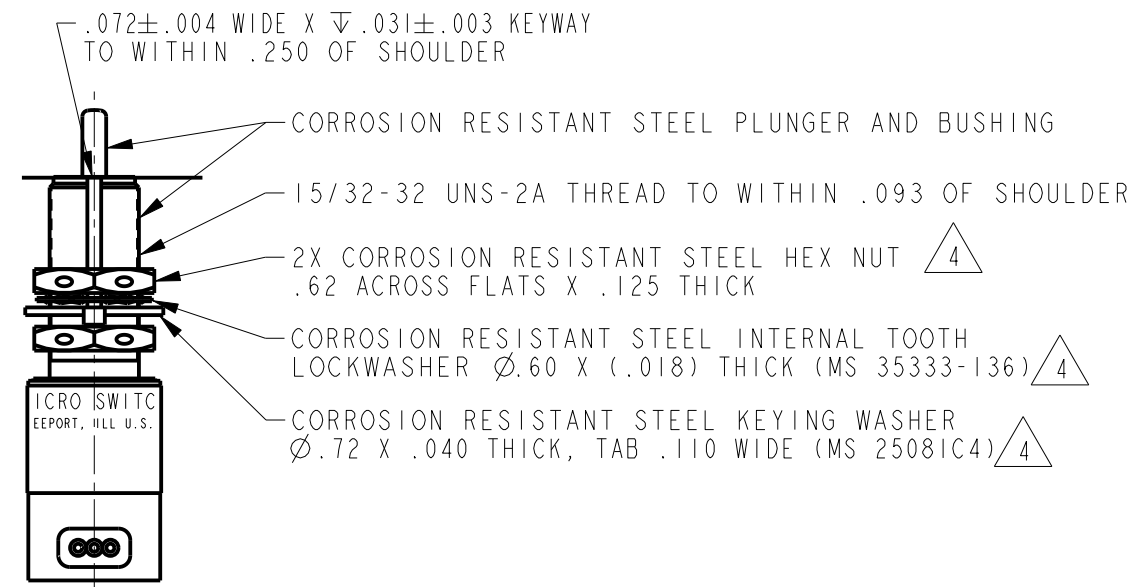 .072±.004 WIDE X ↧ .031±.003 KEYWAY
TO WITHIN .250 OF SHOULDER
CORROSION RESISTANT STEEL PLUNGER AND BUSHING
15/32-32 UNS-2A THREAD TO WITHIN .093 OF SHOULDER
2X CORROSION RESISTANT STEEL HEX NUT 4
.62 ACROSS FLATS X .125 THICK
CORROSION RESISTANT STEEL INTERNAL TOOTH
LOCKWASHER Ø.60 X (.018) THICK (MS 35333-136) 4
CORROSION RESISTANT STEEL KEYING WASHER
Ø.72 X .040 THICK, TAB .110 WIDE (MS 25081C4) 4
ICRO SWITC
EEPORT, ILL U.S.